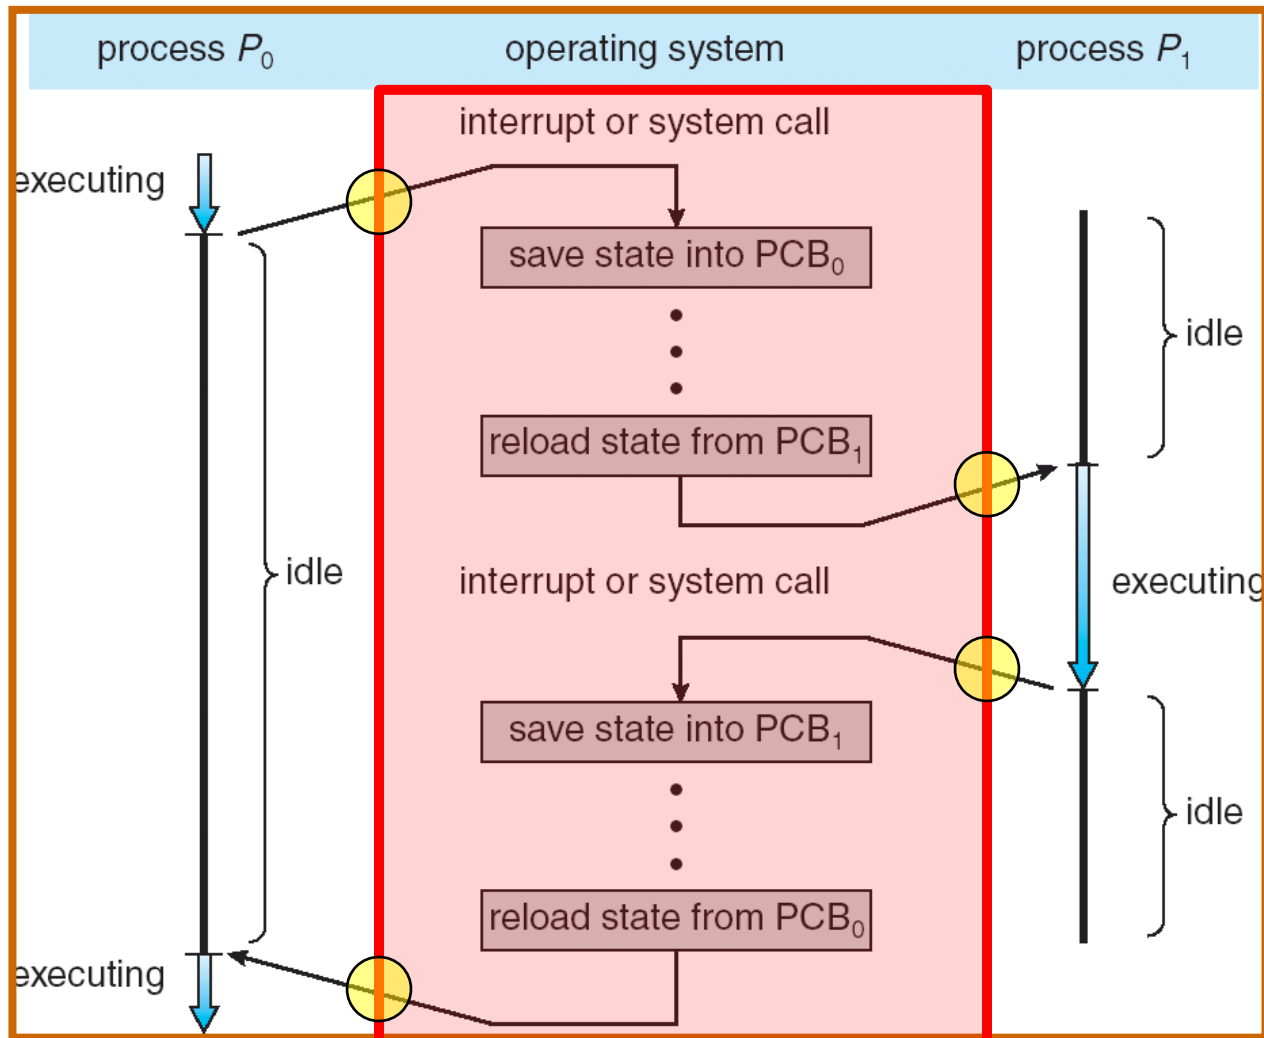 process P₀ operating system process P₁
interrupt or system call
executing
save state into PCB₀
idle
reload state from PCB₁
idle
interrupt or system call
executing
save state into PCB₁
idle
reload state from PCB₀
executing